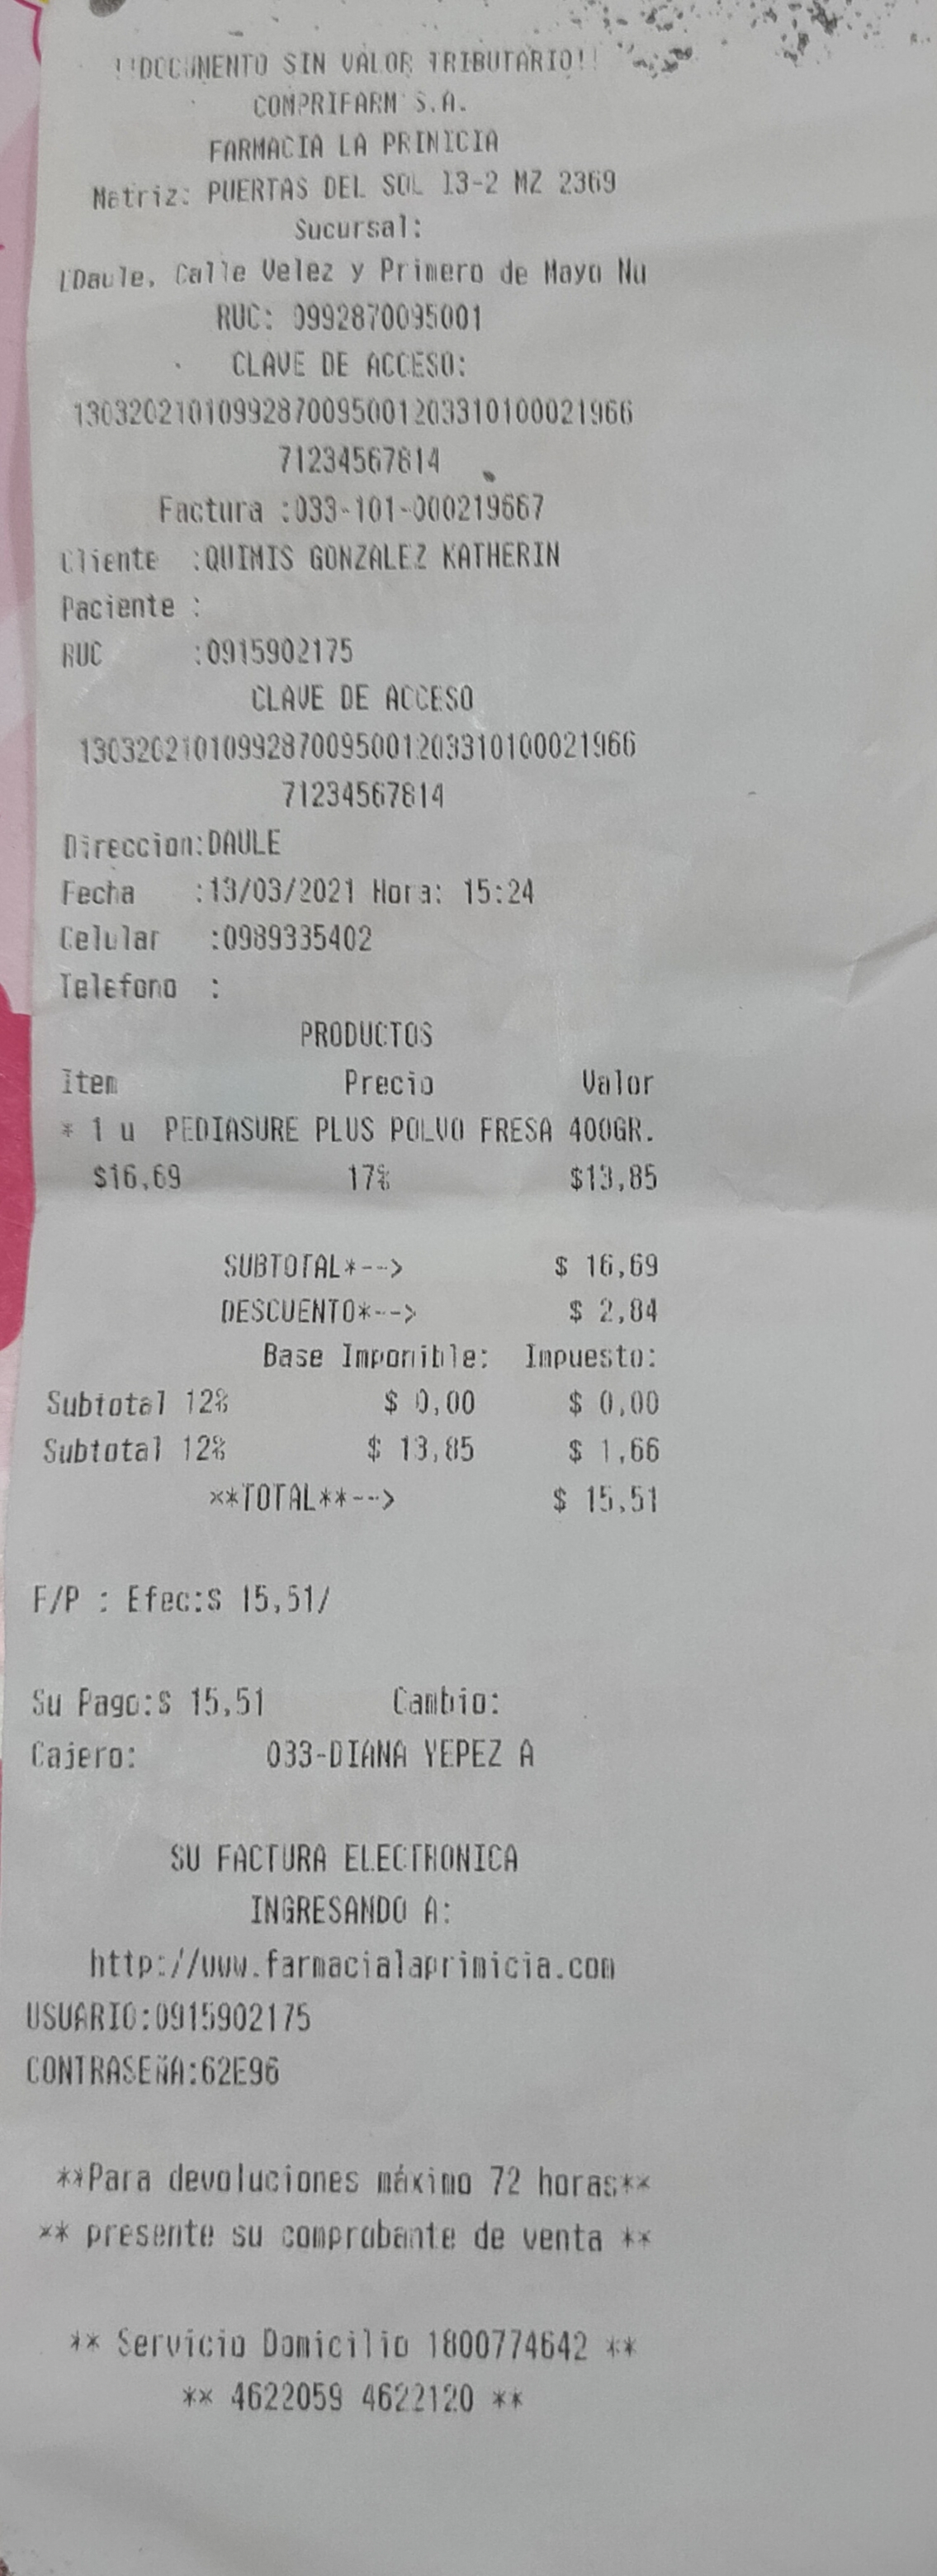 !!DOCUMENTO SIN VALOR TRIBUTARIO!!
COMPRIFARM S.A.
FARMACIA LA PRINICIA
Matriz: PUERTAS DEL SOL 13-2 MZ 2369
Sucursal:
Daule, Calle Velez y Primero de Mayo Nu
RUC: 0992870095001
CLAVE DE ACCESO:
13032021010992870095001203310100021966
71234567814
Factura :033-101-000219667
Cliente :QUIMIS GONZALEZ KATHERIN
Paciente :
RUC :0915902175
CLAVE DE ACCESO
13032021010992870095001203310100021966
71234567814
Direccion:DAULE
Fecha :13/03/2021 Hora: 15:24
Celular :0989335402
Telefono :
PRODUCTOS
Item Precio Valor
* 1 u PEDIASURE PLUS POLVO FRESA 400GR.
$16,69 17% $13,85
SUBTOTAL*--> $ 16,69
DESCUENTO*--> $ 2,84
Base Imponible: Impuesto:
Subtotal 12% $ 0,00 $ 0,00
Subtotal 12% $ 13,85 $ 1,66
**TOTAL**--> $ 15,51
F/P : Efec:$ 15,51/
Su Pago:$ 15,51 Cambio:
Cajero: 033-DIANA YEPEZ A
SU FACTURA ELECTRONICA
INGRESANDO A:
http://www.farmacialaprimicia.com
USUARIO:0915902175
CONTRASEÑA:62E96
**Para devoluciones máximo 72 horas**
** presente su comprobante de venta **
** Servicio Domicilio 1800774642 **
** 4622059 4622120 **